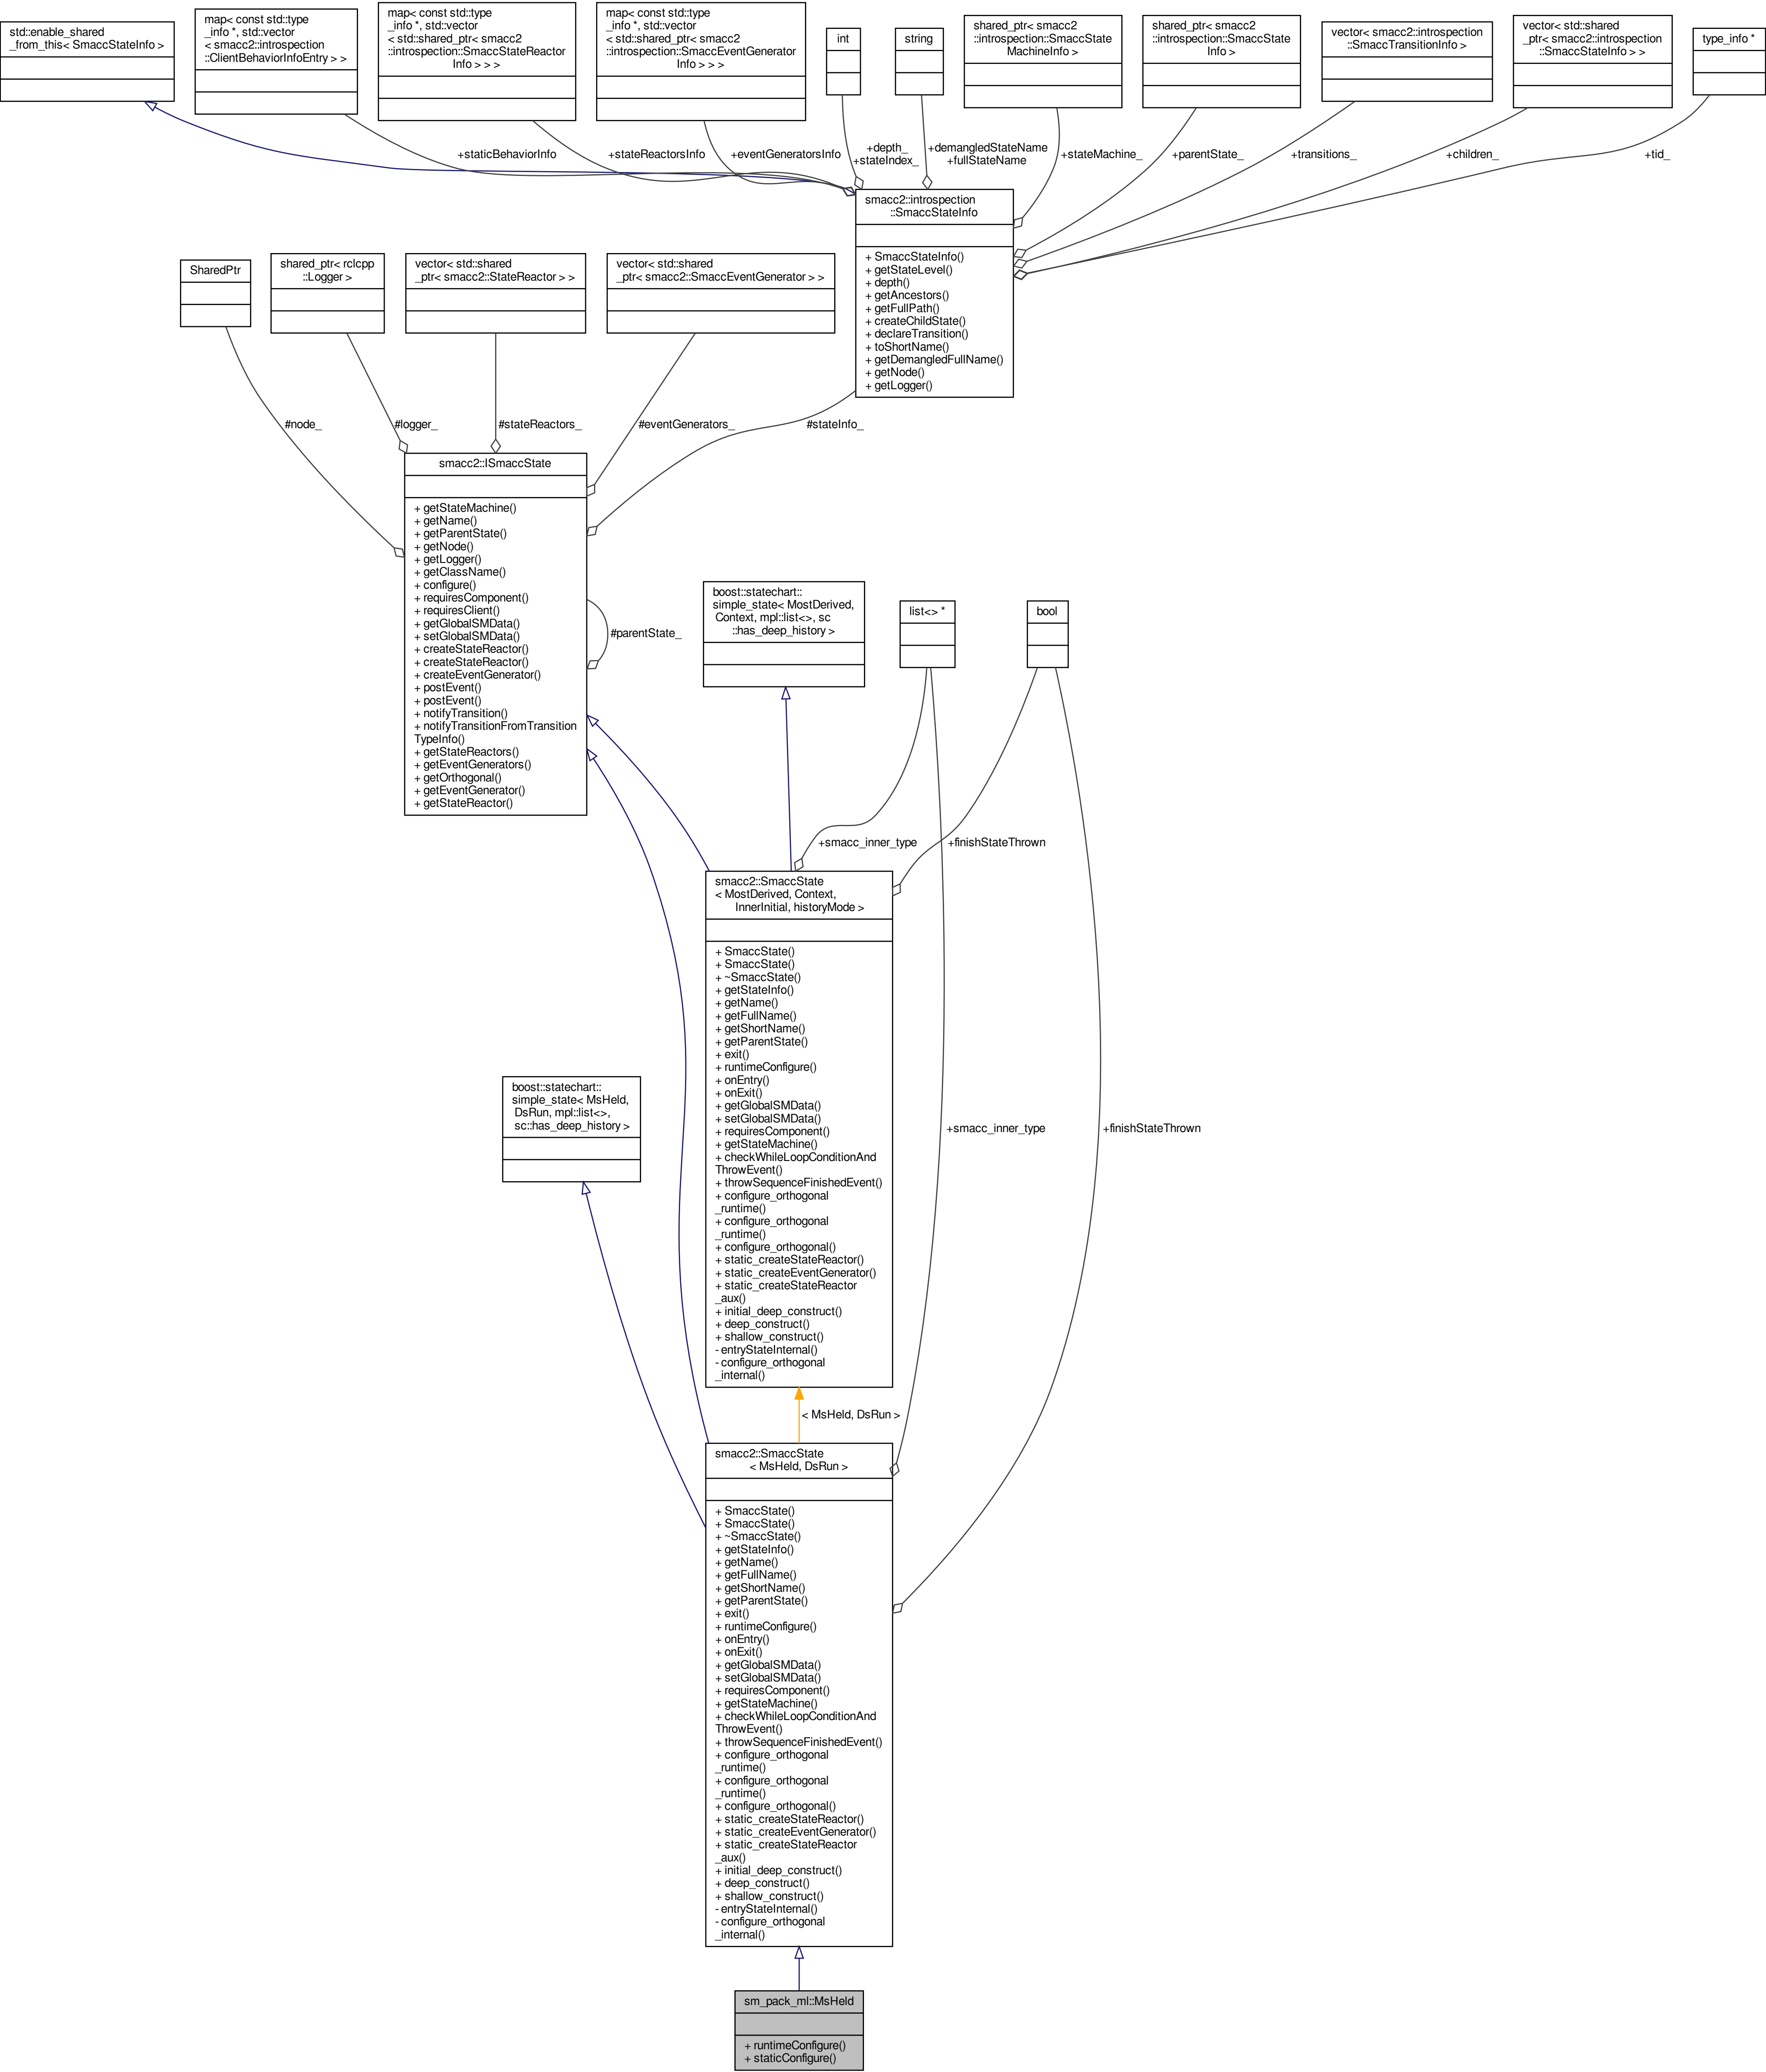 std::enable_shared
_from_this< SmaccStateInfo >
map< const std::type
_info *, std::vector
< smacc2::introspection
::ClientBehaviorInfoEntry > >
map< const std::type
_info *, std::vector
< std::shared_ptr< smacc2
::introspection::SmaccStateReactor
Info > > >
map< const std::type
_info *, std::vector
< std::shared_ptr< smacc2
::introspection::SmaccEventGenerator
Info > > >
int
string
shared_ptr< smacc2
::introspection::SmaccState
MachineInfo >
shared_ptr< smacc2
::introspection::SmaccState
Info >
vector< smacc2::introspection
::SmaccTransitionInfo >
vector< std::shared
_ptr< smacc2::introspection
::SmaccStateInfo > >
type_info *
+staticBehaviorInfo
+stateReactorsInfo
+eventGeneratorsInfo
+depth_
+stateIndex_
+demangledStateName
+fullStateName
+stateMachine_
+parentState_
+transitions_
+children_
+tid_
smacc2::introspection
::SmaccStateInfo
+ SmaccStateInfo()
+ getStateLevel()
+ depth()
+ getAncestors()
+ getFullPath()
+ createChildState()
+ declareTransition()
+ toShortName()
+ getDemangledFullName()
+ getNode()
+ getLogger()
SharedPtr
shared_ptr< rclcpp
::Logger >
vector< std::shared
_ptr< smacc2::StateReactor > >
vector< std::shared
_ptr< smacc2::SmaccEventGenerator > >
#node_
#logger_
#stateReactors_
#eventGenerators_
#stateInfo_
smacc2::ISmaccState
+ getStateMachine()
+ getName()
+ getParentState()
+ getNode()
+ getLogger()
+ getClassName()
+ configure()
+ requiresComponent()
+ requiresClient()
+ getGlobalSMData()
+ setGlobalSMData()
+ createStateReactor()
+ createStateReactor()
+ createEventGenerator()
+ postEvent()
+ postEvent()
+ notifyTransition()
+ notifyTransitionFromTransition
TypeInfo()
+ getStateReactors()
+ getEventGenerators()
+ getOrthogonal()
+ getEventGenerator()
+ getStateReactor()
#parentState_
boost::statechart::
simple_state< MostDerived,
Context, mpl::list<>, sc
::has_deep_history >
list<> *
bool
+smacc_inner_type
+finishStateThrown
smacc2::SmaccState
< MostDerived, Context,
InnerInitial, historyMode >
+ SmaccState()
+ SmaccState()
+ ~SmaccState()
+ getStateInfo()
+ getName()
+ getFullName()
+ getShortName()
+ getParentState()
+ exit()
+ runtimeConfigure()
+ onEntry()
+ onExit()
+ getGlobalSMData()
+ setGlobalSMData()
+ requiresComponent()
+ getStateMachine()
+ checkWhileLoopConditionAnd
ThrowEvent()
+ throwSequenceFinishedEvent()
+ configure_orthogonal
_runtime()
+ configure_orthogonal
_runtime()
+ configure_orthogonal()
+ static_createStateReactor()
+ static_createEventGenerator()
+ static_createStateReactor
_aux()
+ initial_deep_construct()
+ deep_construct()
+ shallow_construct()
- entryStateInternal()
- configure_orthogonal
_internal()
boost::statechart::
simple_state< MsHeld,
DsRun, mpl::list<>,
sc::has_deep_history >
+smacc_inner_type
+finishStateThrown
< MsHeld, DsRun >
smacc2::SmaccState
< MsHeld, DsRun >
+ SmaccState()
+ SmaccState()
+ ~SmaccState()
+ getStateInfo()
+ getName()
+ getFullName()
+ getShortName()
+ getParentState()
+ exit()
+ runtimeConfigure()
+ onEntry()
+ onExit()
+ getGlobalSMData()
+ setGlobalSMData()
+ requiresComponent()
+ getStateMachine()
+ checkWhileLoopConditionAnd
ThrowEvent()
+ throwSequenceFinishedEvent()
+ configure_orthogonal
_runtime()
+ configure_orthogonal
_runtime()
+ configure_orthogonal()
+ static_createStateReactor()
+ static_createEventGenerator()
+ static_createStateReactor
_aux()
+ initial_deep_construct()
+ deep_construct()
+ shallow_construct()
- entryStateInternal()
- configure_orthogonal
_internal()
sm_pack_ml::MsHeld
+ runtimeConfigure()
+ staticConfigure()